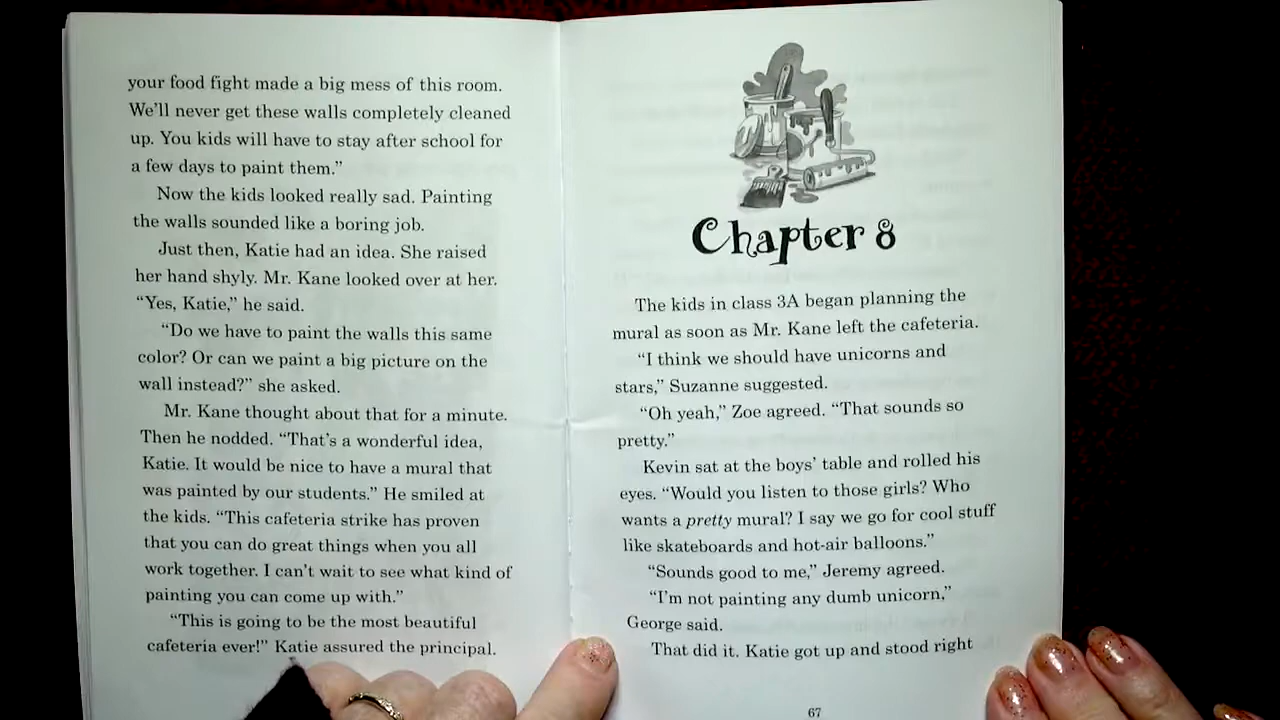 your food fight made a big mess of this room.
We'll never get these walls completely cleaned
up. You kids will have to stay after school for
a few days to paint them."
Now the kids looked really sad. Painting
the walls sounded like a boring job.
Just then, Katie had an idea. She raised
her hand shyly. Mr. Kane looked over at her.
"Yes, Katie," he said.
"Do we have to paint the walls this same
color? Or can we paint a big picture on the
wall instead?" she asked.
Mr. Kane thought about that for a minute.
Then he nodded. "That's a wonderful idea,
Katie. It would be nice to have a mural that
was painted by our students." He smiled at
the kids. "This cafeteria strike has proven
that you can do great things when you all
work together. I can't wait to see what kind of
painting you can come up with."
"This is going to be the most beautiful
cafeteria ever!" Katie assured the principal.
Chapter 8
The kids in class 3A began planning the
mural as soon as Mr. Kane left the cafeteria.
"I think we should have unicorns and
stars," Suzanne suggested.
"Oh yeah," Zoe agreed. "That sounds so
pretty."
Kevin sat at the boys' table and rolled his
eyes. "Would you listen to those girls? Who
wants a pretty mural? I say we go for cool stuff
like skateboards and hot-air balloons."
"Sounds good to me," Jeremy agreed.
"I'm not painting any dumb unicorn,"
George said.
That did it. Katie got up and stood right
67